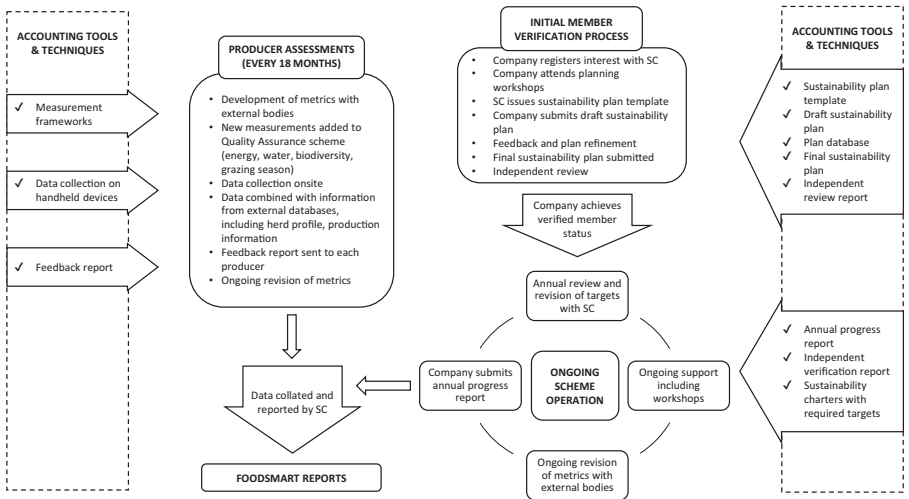 ACCOUNTING TOOLS
& TECHNIQUES
✓ Measurement
frameworks
✓ Data collection on
handheld devices
✓ Feedback report
PRODUCER ASSESSMENTS
(EVERY 18 MONTHS)
• Development of metrics with
external bodies
• New measurements added to
Quality Assurance scheme
(energy, water, biodiversity,
grazing season)
• Data collection onsite
• Data combined with information
from external databases,
including herd profile, production
information
• Feedback report sent to each
producer
• Ongoing revision of metrics
Data collated and
reported by SC
FOODSMART REPORTS
INITIAL MEMBER
VERIFICATION PROCESS
• Company registers interest with SC
• Company attends planning
workshops
• SC issues sustainability plan template
• Company submits draft sustainability
plan
• Feedback and plan refinement
• Final sustainability plan submitted
• Independent review
Company achieves
verified member
status
Annual review and
revision of targets
with SC
Company submits
annual progress
report
ONGOING
SCHEME
OPERATION
Ongoing support
including
workshops
Ongoing revision
of metrics with
external bodies
ACCOUNTING TOOLS
& TECHNIQUES
✓ Sustainability plan
template
✓ Draft sustainability
plan
✓ Plan database
✓ Final sustainability
plan
✓ Independent
review report
✓ Annual progress
report
✓ Independent
verification report
✓ Sustainability
charters with
required targets